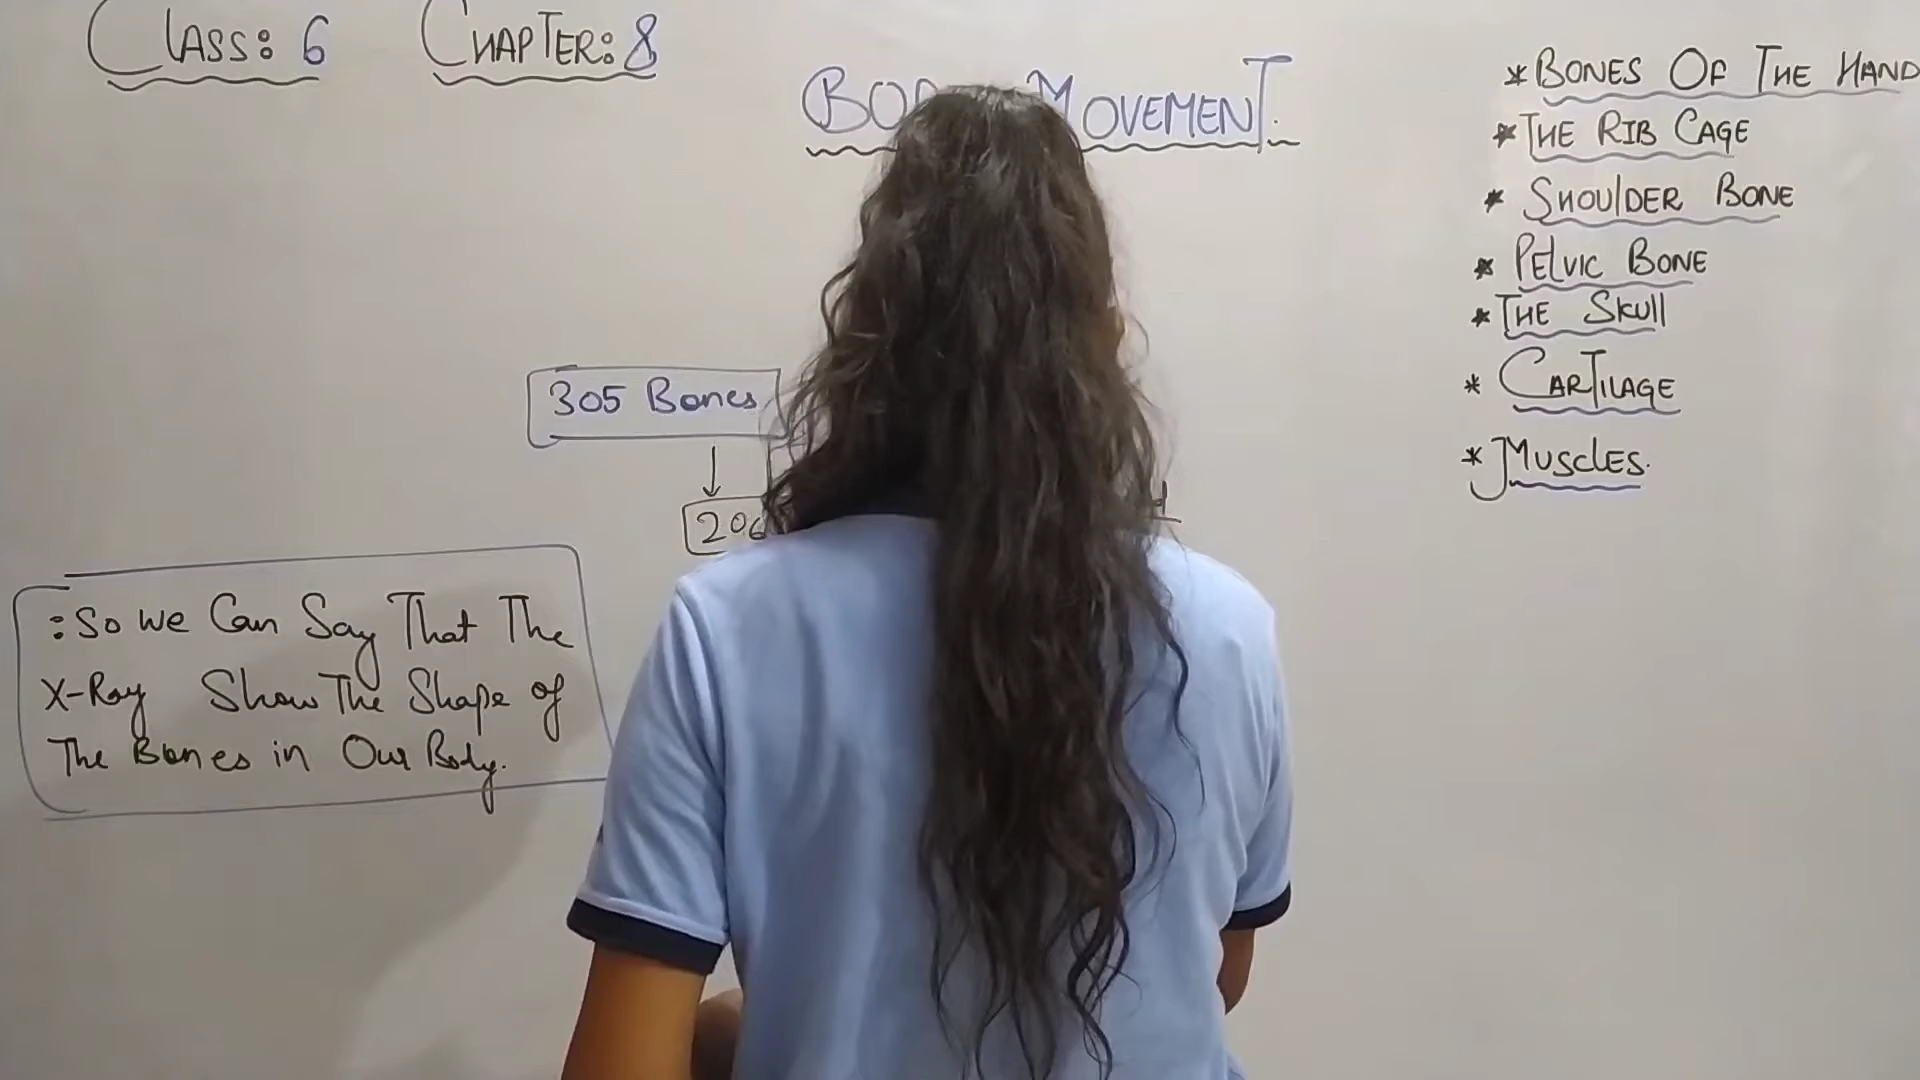 CLASS: 6 CHAPTER: 8
MOVEMENT.
305 Bones
206
: So we Can Say That The
X-Ray Show The Shape of
The Bones in Our Body.
* BONES OF THE HAND
* THE RIB CAGE
* SHOULDER BONE
* PELVIC BONE
* THE SKULL
* CARTILAGE
* MUSCLES.